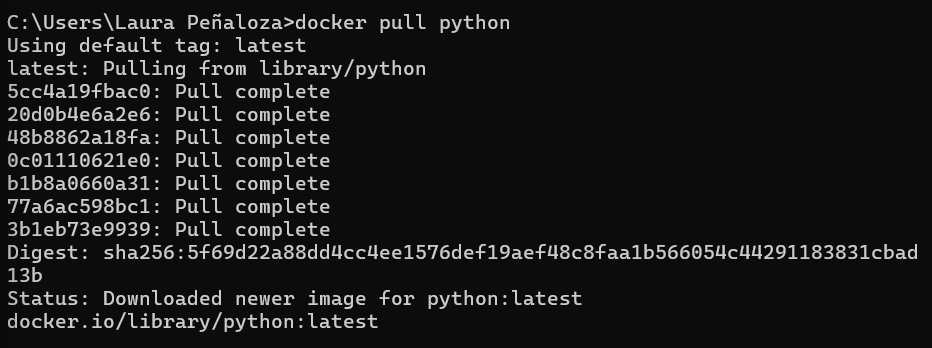 C:\Users\Laura Peñaloza>docker pull python
Using default tag: latest
latest: Pulling from library/python
5cc4a19fbac0: Pull complete
20d0b4e6a2e6: Pull complete
48b8862a18fa: Pull complete
0c01110621e0: Pull complete
b1b8a0660a31: Pull complete
77a6ac598bc1: Pull complete
3b1eb73e9939: Pull complete
Digest: sha256:5f69d22a88dd4cc4ee1576def19aef48c8faa1b566054c44291183831cbad
13b
Status: Downloaded newer image for python:latest
docker.io/library/python:latest